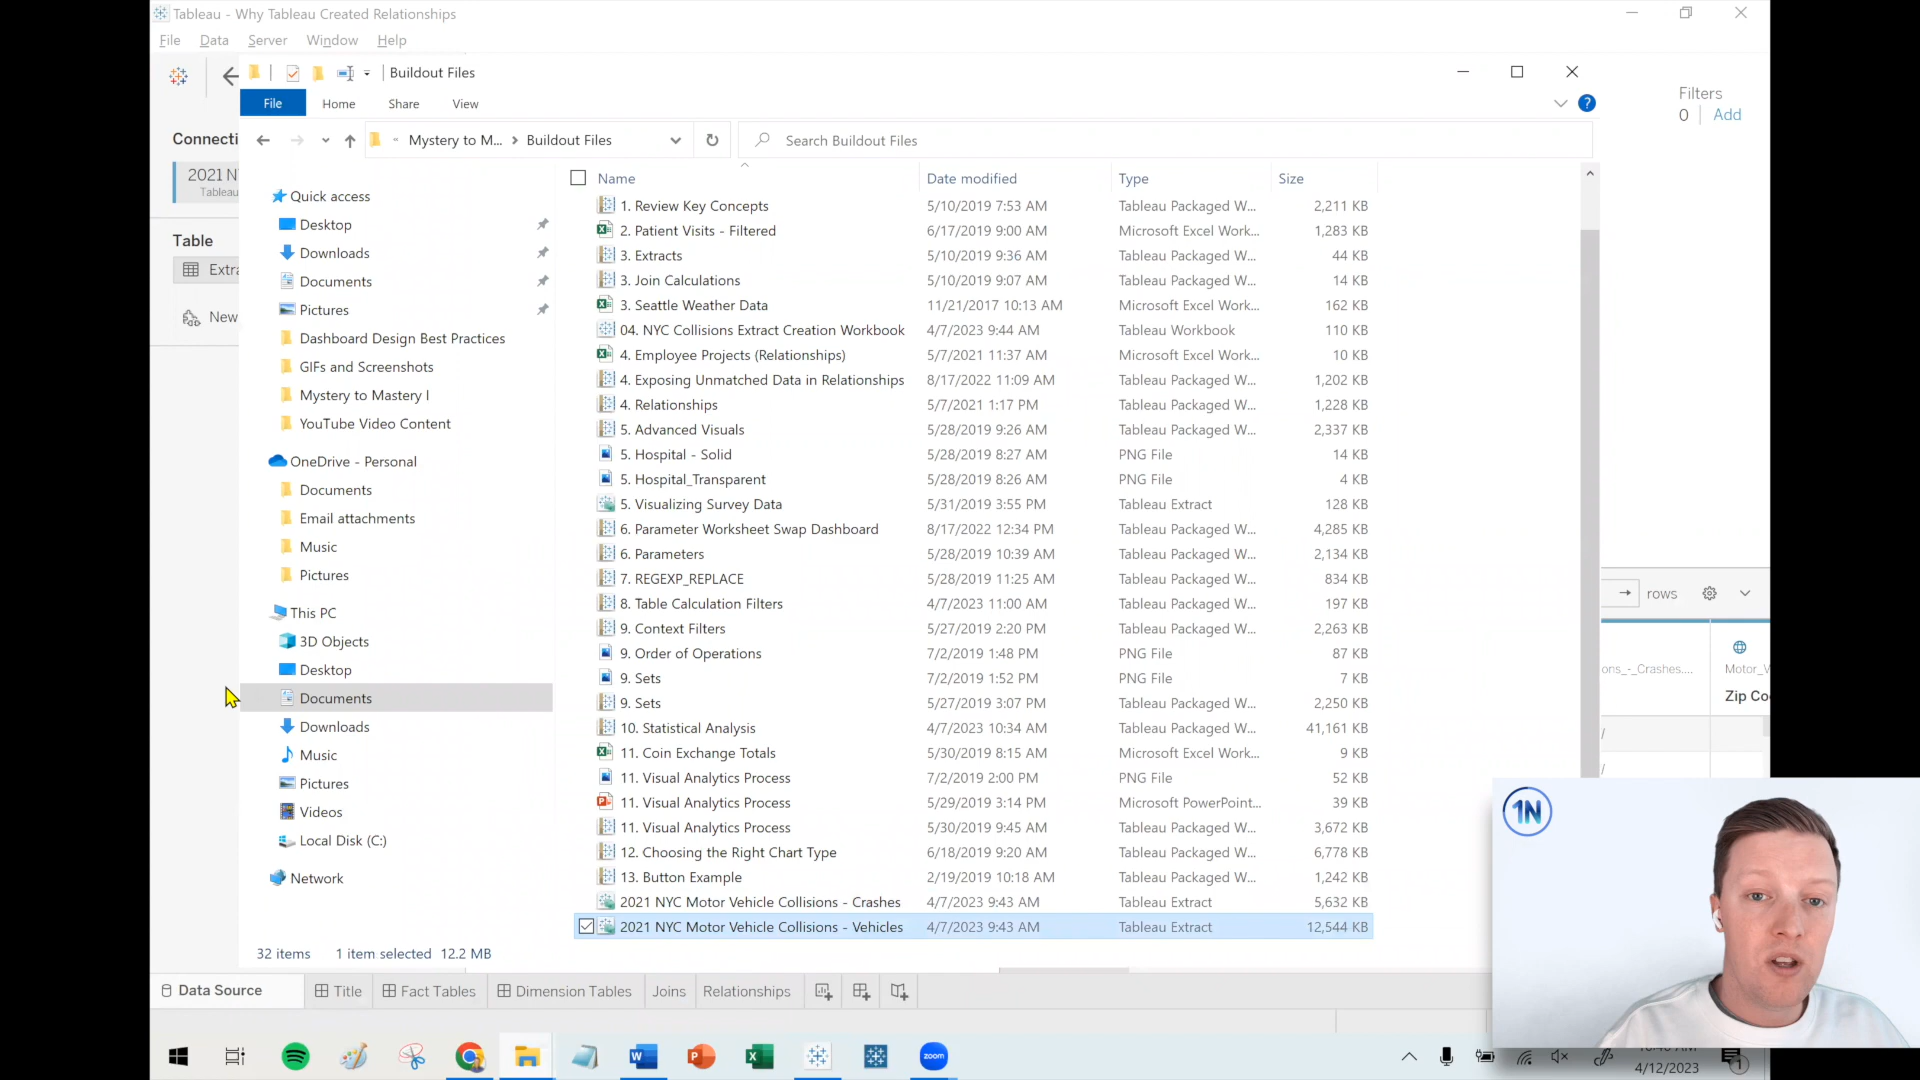 Tableau - Why Tableau Created Relationships
File Data Server Window Help
Buildout Files
File Home Share View
Filters
0 Add
Mystery to M... Buildout Files
Search Buildout Files
Connecti
2021 N
Tableau
Table
Extra
New
Quick access
Desktop
Downloads
Documents
Pictures
Dashboard Design Best Practices
GIFs and Screenshots
Mystery to Mastery I
YouTube Video Content
OneDrive - Personal
Documents
Email attachments
Music
Pictures
This PC
3D Objects
Desktop
Documents
Downloads
Music
Pictures
Videos
Local Disk (C:)
Network
Name Date modified Type Size
1. Review Key Concepts 5/10/2019 7:53 AM Tableau Packaged W... 2,211 KB
2. Patient Visits - Filtered 6/17/2019 9:00 AM Microsoft Excel Work... 1,283 KB
3. Extracts 5/10/2019 9:36 AM Tableau Packaged W... 44 KB
3. Join Calculations 5/10/2019 9:07 AM Tableau Packaged W... 14 KB
3. Seattle Weather Data 11/21/2017 10:13 AM Microsoft Excel Work... 162 KB
04. NYC Collisions Extract Creation Workbook 4/7/2023 9:44 AM Tableau Workbook 110 KB
4. Employee Projects (Relationships) 5/7/2021 11:37 AM Microsoft Excel Work... 10 KB
4. Exposing Unmatched Data in Relationships 8/17/2022 11:09 AM Tableau Packaged W... 1,202 KB
4. Relationships 5/7/2021 1:17 PM Tableau Packaged W... 1,228 KB
5. Advanced Visuals 5/28/2019 9:26 AM Tableau Packaged W... 2,337 KB
5. Hospital - Solid 5/28/2019 8:27 AM PNG File 14 KB
5. Hospital_Transparent 5/28/2019 8:26 AM PNG File 4 KB
5. Visualizing Survey Data 5/31/2019 3:55 PM Tableau Extract 128 KB
6. Parameter Worksheet Swap Dashboard 8/17/2022 12:34 PM Tableau Packaged W... 4,285 KB
6. Parameters 5/28/2019 10:39 AM Tableau Packaged W... 2,134 KB
7. REGEXP_REPLACE 5/28/2019 11:25 AM Tableau Packaged W... 834 KB
8. Table Calculation Filters 4/7/2023 11:00 AM Tableau Packaged W... 197 KB
9. Context Filters 5/27/2019 2:20 PM Tableau Packaged W... 2,263 KB
9. Order of Operations 7/2/2019 1:48 PM PNG File 87 KB
9. Sets 7/2/2019 1:52 PM PNG File 7 KB
9. Sets 5/27/2019 3:07 PM Tableau Packaged W... 2,250 KB
10. Statistical Analysis 4/7/2023 10:34 AM Tableau Packaged W... 41,161 KB
11. Coin Exchange Totals 5/30/2019 8:15 AM Microsoft Excel Work... 9 KB
11. Visual Analytics Process 7/2/2019 2:00 PM PNG File 52 KB
11. Visual Analytics Process 5/29/2019 3:14 PM Microsoft PowerPoint... 39 KB
11. Visual Analytics Process 5/30/2019 9:45 AM Tableau Packaged W... 3,672 KB
12. Choosing the Right Chart Type 6/18/2019 9:20 AM Tableau Packaged W... 6,778 KB
13. Button Example 2/19/2019 10:18 AM Tableau Packaged W... 1,242 KB
2021 NYC Motor Vehicle Collisions - Crashes 4/7/2023 9:43 AM Tableau Extract 5,632 KB
2021 NYC Motor Vehicle Collisions - Vehicles 4/7/2023 9:43 AM Tableau Extract 12,544 KB
32 items 1 item selected 12.2 MB
rows
ons_-_Crashes.... Motor_V
Zip Co
1N
Data Source Title Fact Tables Dimension Tables Joins Relationships
zoom
4/12/2023
1